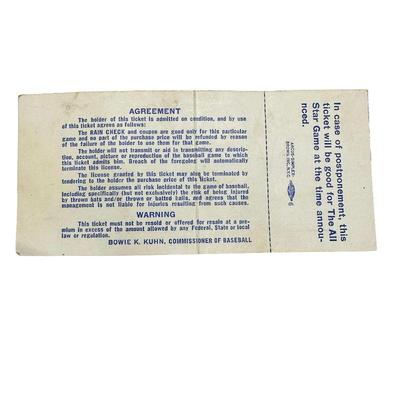 AGREEMENT
The holder of this ticket is admitted on condition, and by use
of this ticket agrees as follows:
The RAIN CHECK and coupon are good only for this particular
game and no part of the purchase price will be refunded by reason
of the failure of the holder to use them for that game.
The holder will not transmit or aid in transmitting any descrip-
tion, account, picture or reproduction of the baseball game to which
this ticket admits him. Breach of the foregoing will automatically
terminate this license.
The license granted by this ticket may also be terminated by
tendering to the holder the purchase price of this ticket.
The holder assumes all risk incidental to the game of baseball,
including specifically (but not exclusively) the danger of being injured
by thrown bats and/or thrown or batted balls, and agrees that the
management is not liable for injuries resulting from such causes.
WARNING
This ticket must not be resold or offered for resale at a pre-
mium in excess of the amount allowed by any Federal, State or local
law or regulation.
BOWIE K. KUHN, COMMISSIONER OF BASEBALL
ARCUS-SIMPLEX-
BROWN, INC. N.Y.C.
6
In case of postponement, this
ticket will be good for The All
Star Game at the time annou-
nced.